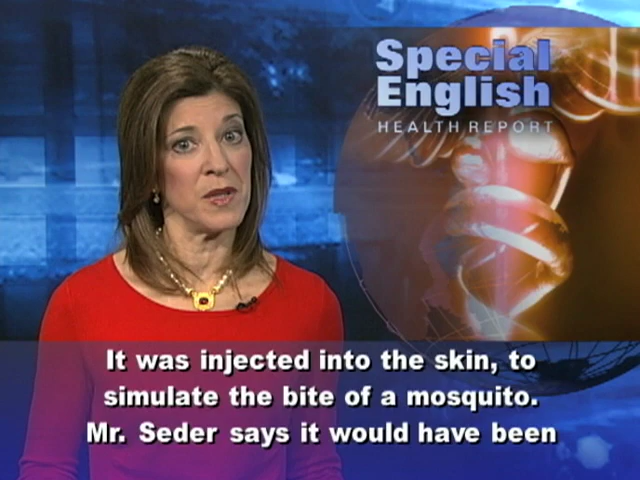 Special
English
HEALTH REPORT
It was injected into the skin, to
simulate the bite of a mosquito.
Mr. Seder says it would have been